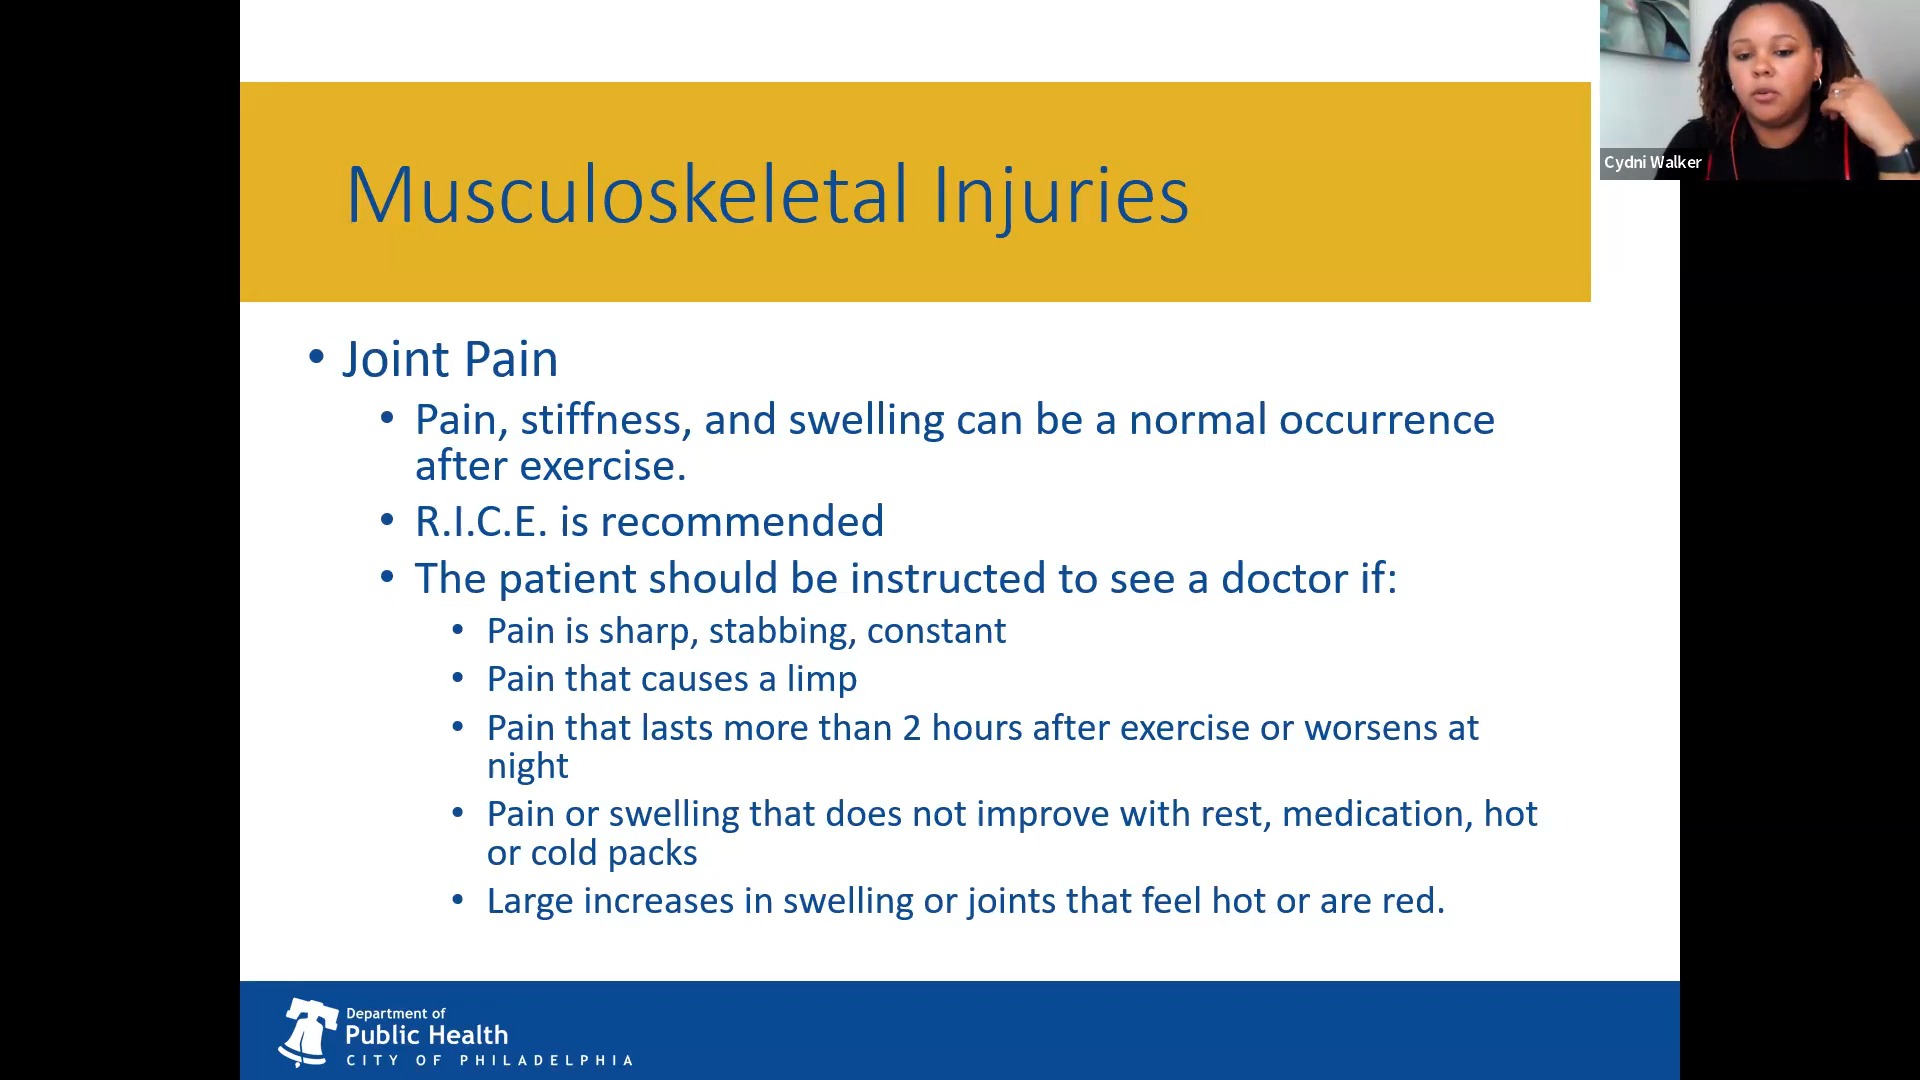 Cydni Walker
Musculoskeletal Injuries
• Joint Pain
• Pain, stiffness, and swelling can be a normal occurrence
after exercise.
• R.I.C.E. is recommended
• The patient should be instructed to see a doctor if:
• Pain is sharp, stabbing, constant
• Pain that causes a limp
• Pain that lasts more than 2 hours after exercise or worsens at
night
• Pain or swelling that does not improve with rest, medication, hot
or cold packs
• Large increases in swelling or joints that feel hot or are red.
Department of
Public Health
CITY OF PHILADELPHIA